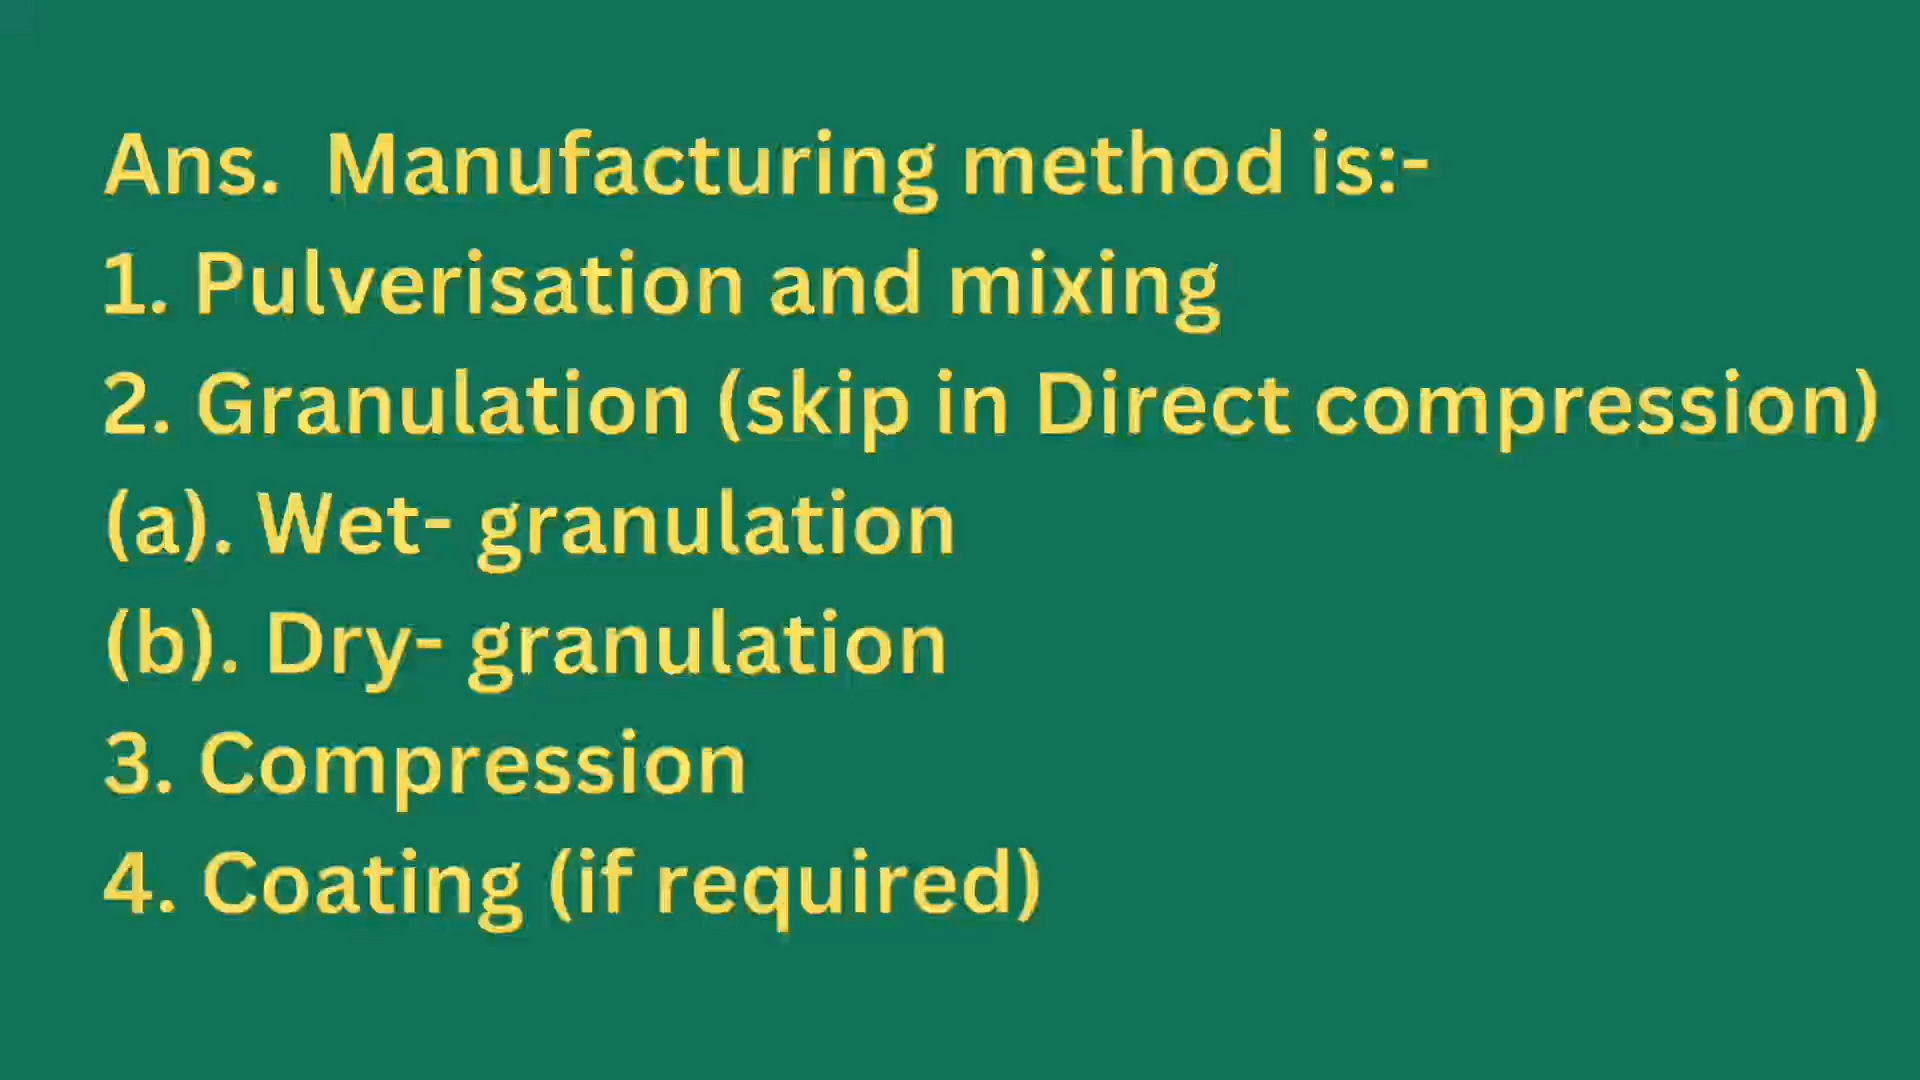 Ans. Manufacturing method is:-
1. Pulverisation and mixing
2. Granulation (skip in Direct compression)
(a). Wet- granulation
(b). Dry- granulation
3. Compression
4. Coating (if required)